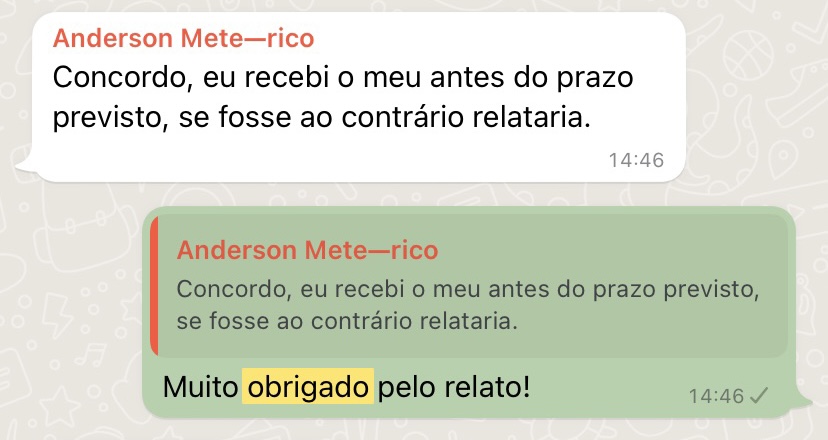 Anderson Mete—rico
Concordo, eu recebi o meu antes do prazo
previsto, se fosse ao contrário relataria.
14:46
Anderson Mete—rico
Concordo, eu recebi o meu antes do prazo previsto,
se fosse ao contrário relataria.
Muito obrigado pelo relato!
14:46